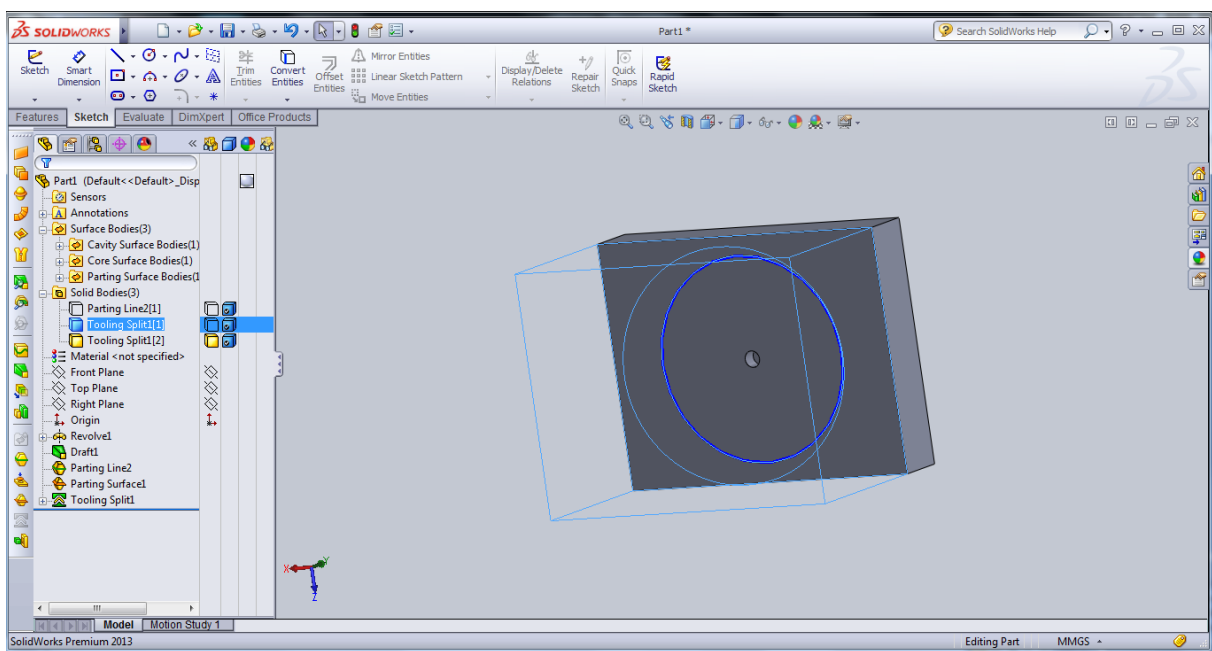 SOLIDWORKS
Part1 *
Search SolidWorks Help
Sketch
Smart Dimension
Trim Entities
Convert Entities
Offset Entities
Mirror Entities
Linear Sketch Pattern
Move Entities
Display/Delete Relations
Repair Sketch
Quick Snaps
Rapid Sketch
Features Sketch Evaluate DimXpert Office Products
Part1 (Default<<Default>_Disp
Sensors
Annotations
Surface Bodies(3)
Cavity Surface Bodies(1)
Core Surface Bodies(1)
Parting Surface Bodies(1
Solid Bodies(3)
Parting Line2[1]
Tooling Split1[1]
Tooling Split1[2]
Material <not specified>
Front Plane
Top Plane
Right Plane
Origin
Revolve1
Draft1
Parting Line2
Parting Surface1
Tooling Split1
X
Y
Z
Model Motion Study 1
SolidWorks Premium 2013
Editing Part
MMGS